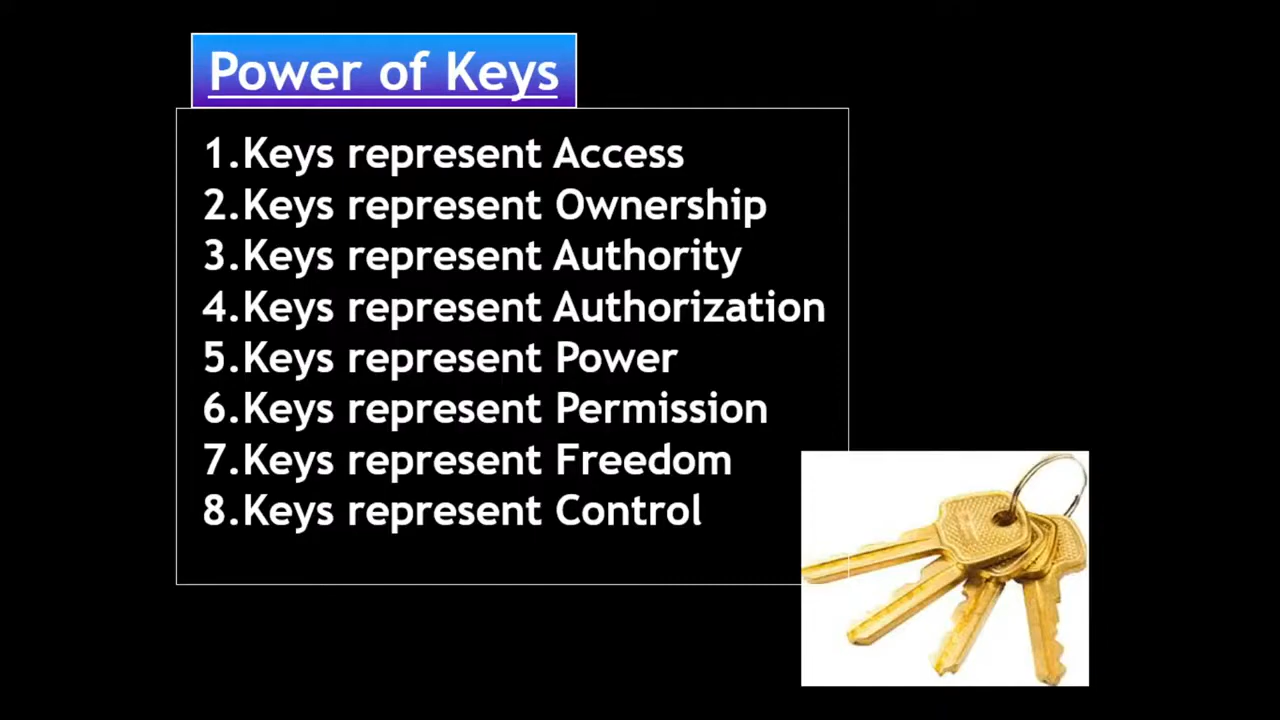 Power of Keys
1.Keys represent Access
2.Keys represent Ownership
3.Keys represent Authority
4.Keys represent Authorization
5.Keys represent Power
6.Keys represent Permission
7.Keys represent Freedom
8.Keys represent Control